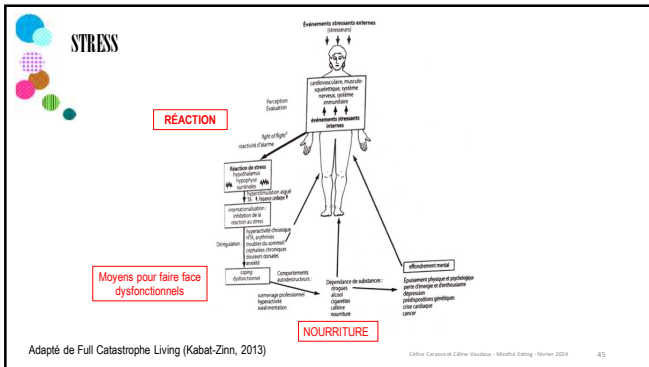 STRESS
Événements stressants externes
(stresseurs)
cardiovasculaire, musculo-
squelettique, système
nerveux, système
immunitaire
événements stressants
internes
Perception
Évaluation
RÉACTION
fight of flight
réactivité d'alarme
Réaction de stress
hypothalamus
hypophyse
surrénales
hyperstimulation aiguë
TA
fréquence cardiaque
internationalisation :
inhibition de la
réaction au stress
Dérégulation :
hyperactivité chronique
HTA, arythmies
troubles du sommeil
céphalées chroniques
douleurs dorsales
anxiété
Moyens pour faire face
dysfonctionnels
coping
dysfonctionnel
Comportements
autodestructeurs :
surmenage professionnel
hyperactivité
suralimentation
Dépendance de substances :
drogues
alcool
cigarettes
caféine
nourriture
effondrement mental
Épuisement physique et psychologique
perte d'énergie et d'enthousiasme
dépression
prédispositions génétiques
crise cardiaque
cancer
NOURRITURE
Adapté de Full Catastrophe Living (Kabat-Zinn, 2013)
Céline Carasso et Céline Vaudaux - Mindful Eating - février 2024
45